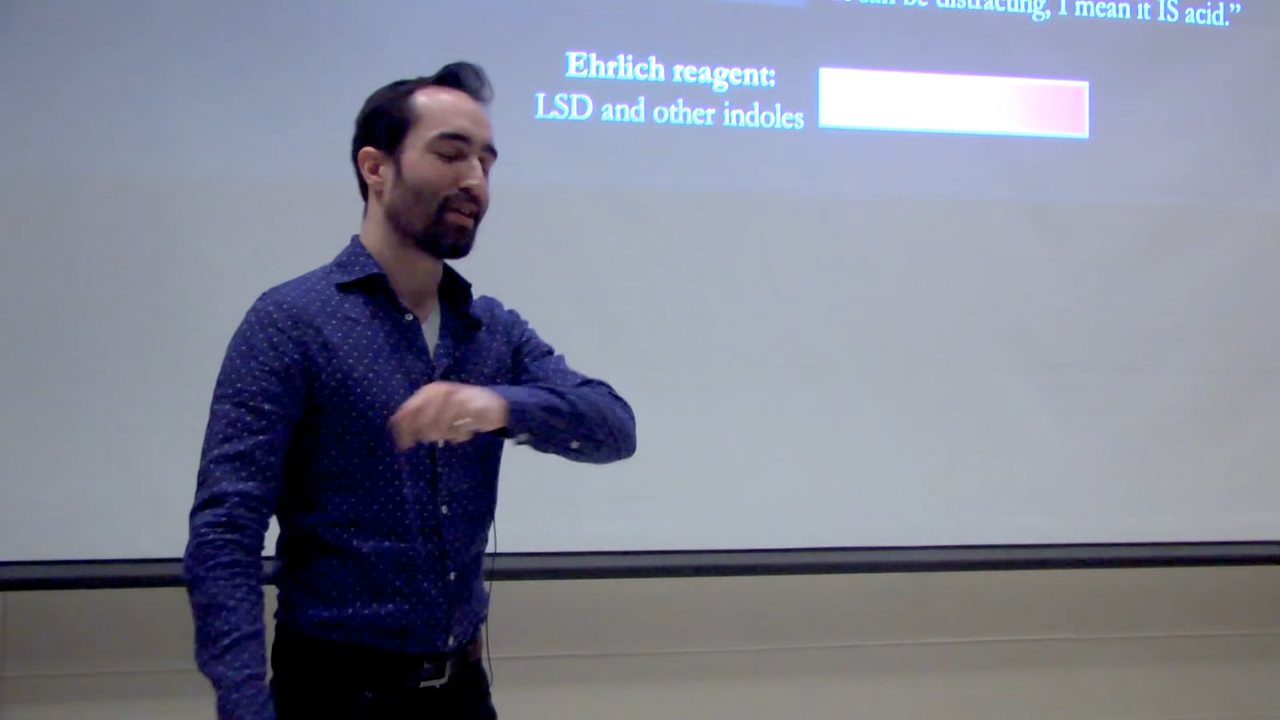 can be distracting, I mean it IS acid.”
Ehrlich reagent:
LSD and other indoles